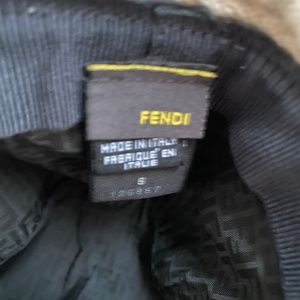 FENDI
MADE IN ITALY
FABRIQUE EN
ITALIE
S